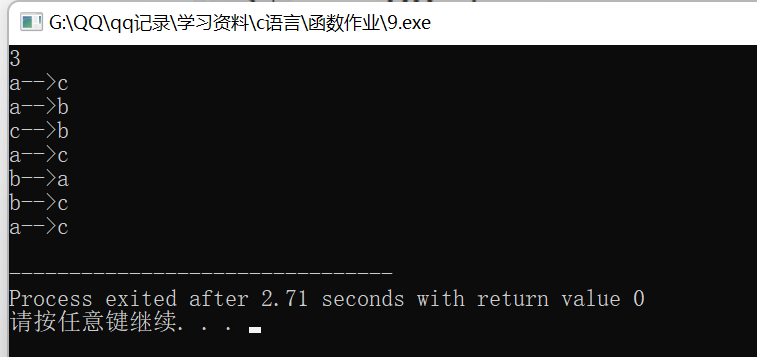 G:\QQ\qq记录\学习资料\c语言\函数作业\9.exe
3
a-->c
a-->b
c-->b
a-->c
b-->a
b-->c
a-->c
--------------------------------
Process exited after 2.71 seconds with return value 0
请按任意键继续. . .